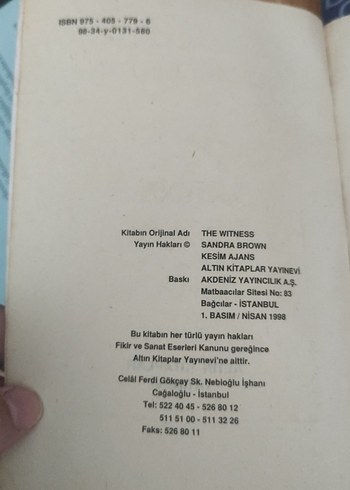 ISBN 975 - 405 - 779 - 6
98-34-y-0131-580
Kitabın Orijinal Adı THE WITNESS
Yayın Hakları © SANDRA BROWN
KESİM AJANS
ALTIN KİTAPLAR YAYINEVİ
Baskı AKDENİZ YAYINCILIK A.Ş.
Matbaacılar Sitesi No: 83
Bağcılar - İSTANBUL
1. BASIM / NİSAN 1998
Bu kitabın her türlü yayın hakları
Fikir ve Sanat Eserleri Kanunu gereğince
Altın Kitaplar Yayınevi'ne aittir.
Celâl Ferdi Gökçay Sk. Nebioğlu İşhanı
Cağaloğlu - İstanbul
Tel: 522 40 45 - 526 80 12
511 51 00 - 511 32 26
Faks: 526 80 11